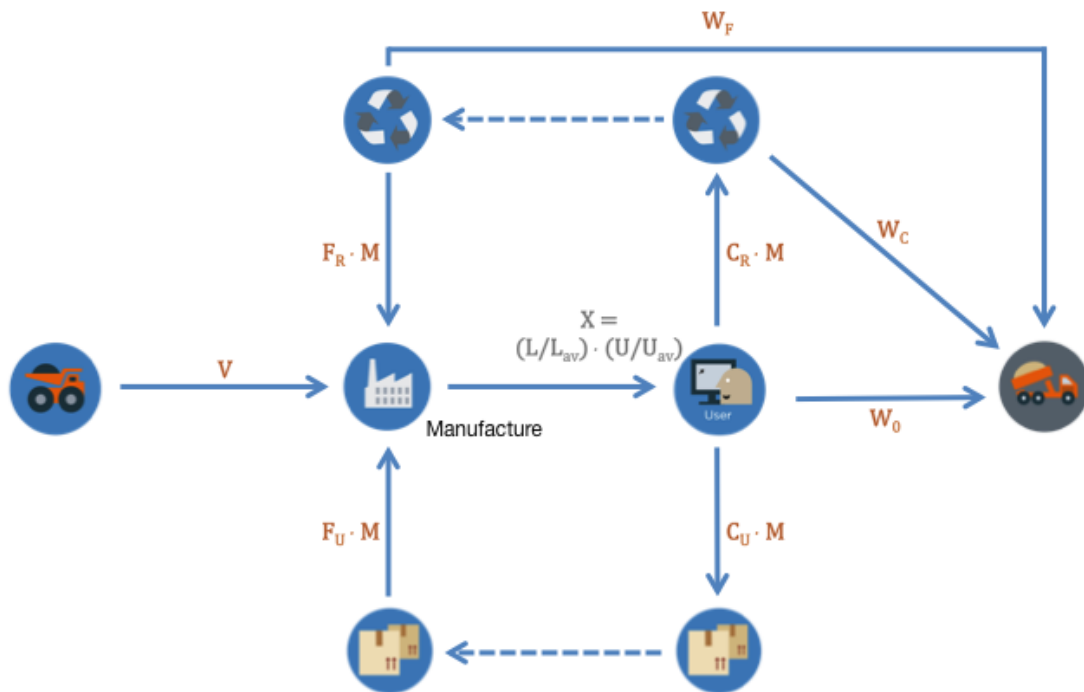 W_F
W_C
F_R · M
C_R · M
X =
(L/L_av) · (U/U_av)
V
User
Manufacture
W_0
F_U · M
C_U · M